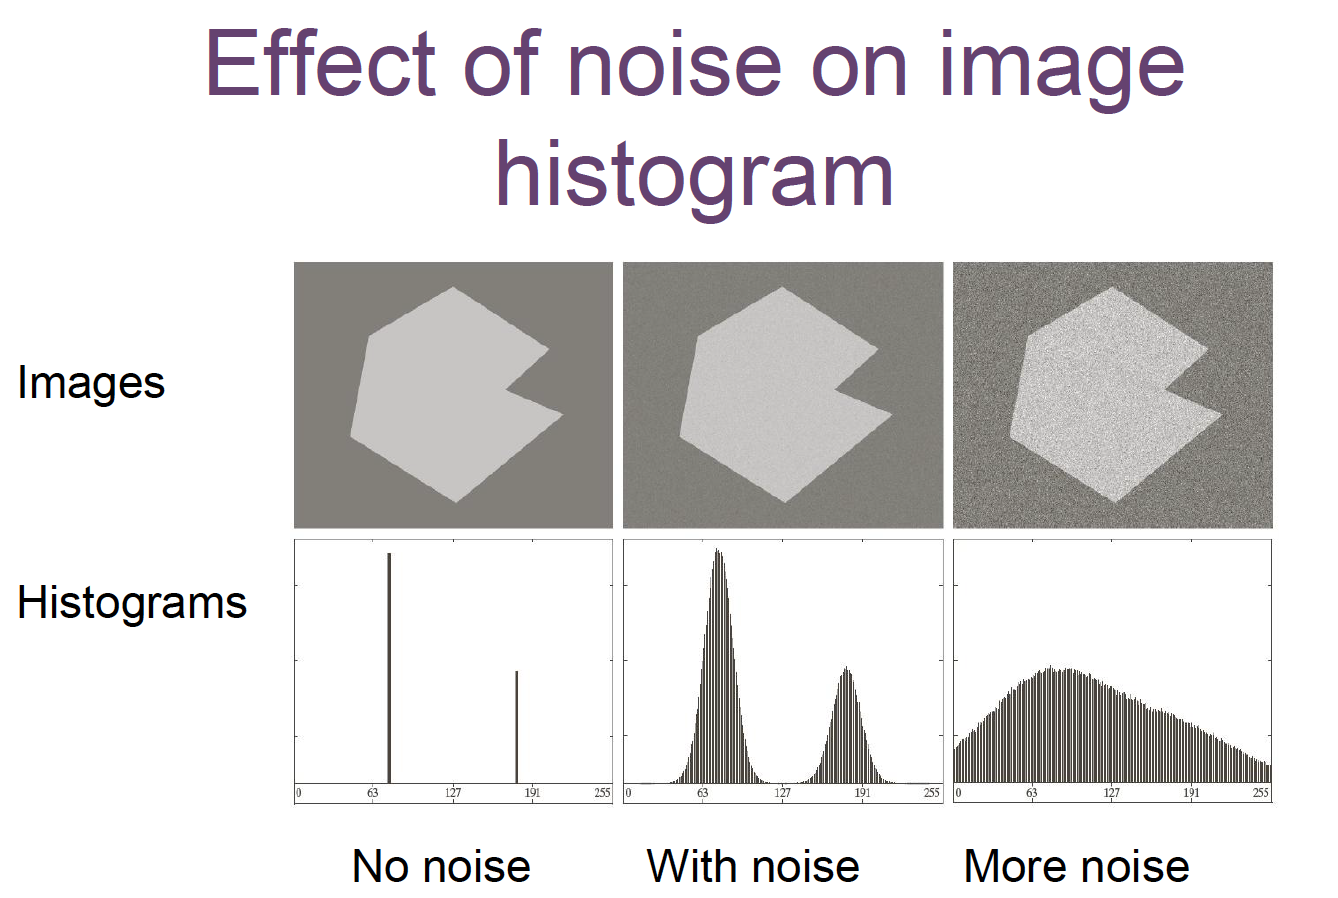 Effect of noise on image
histogram
Images
Histograms
0 63 127 191 255
0 63 127 191 255
0 63 127 191 255
No noise
With noise
More noise